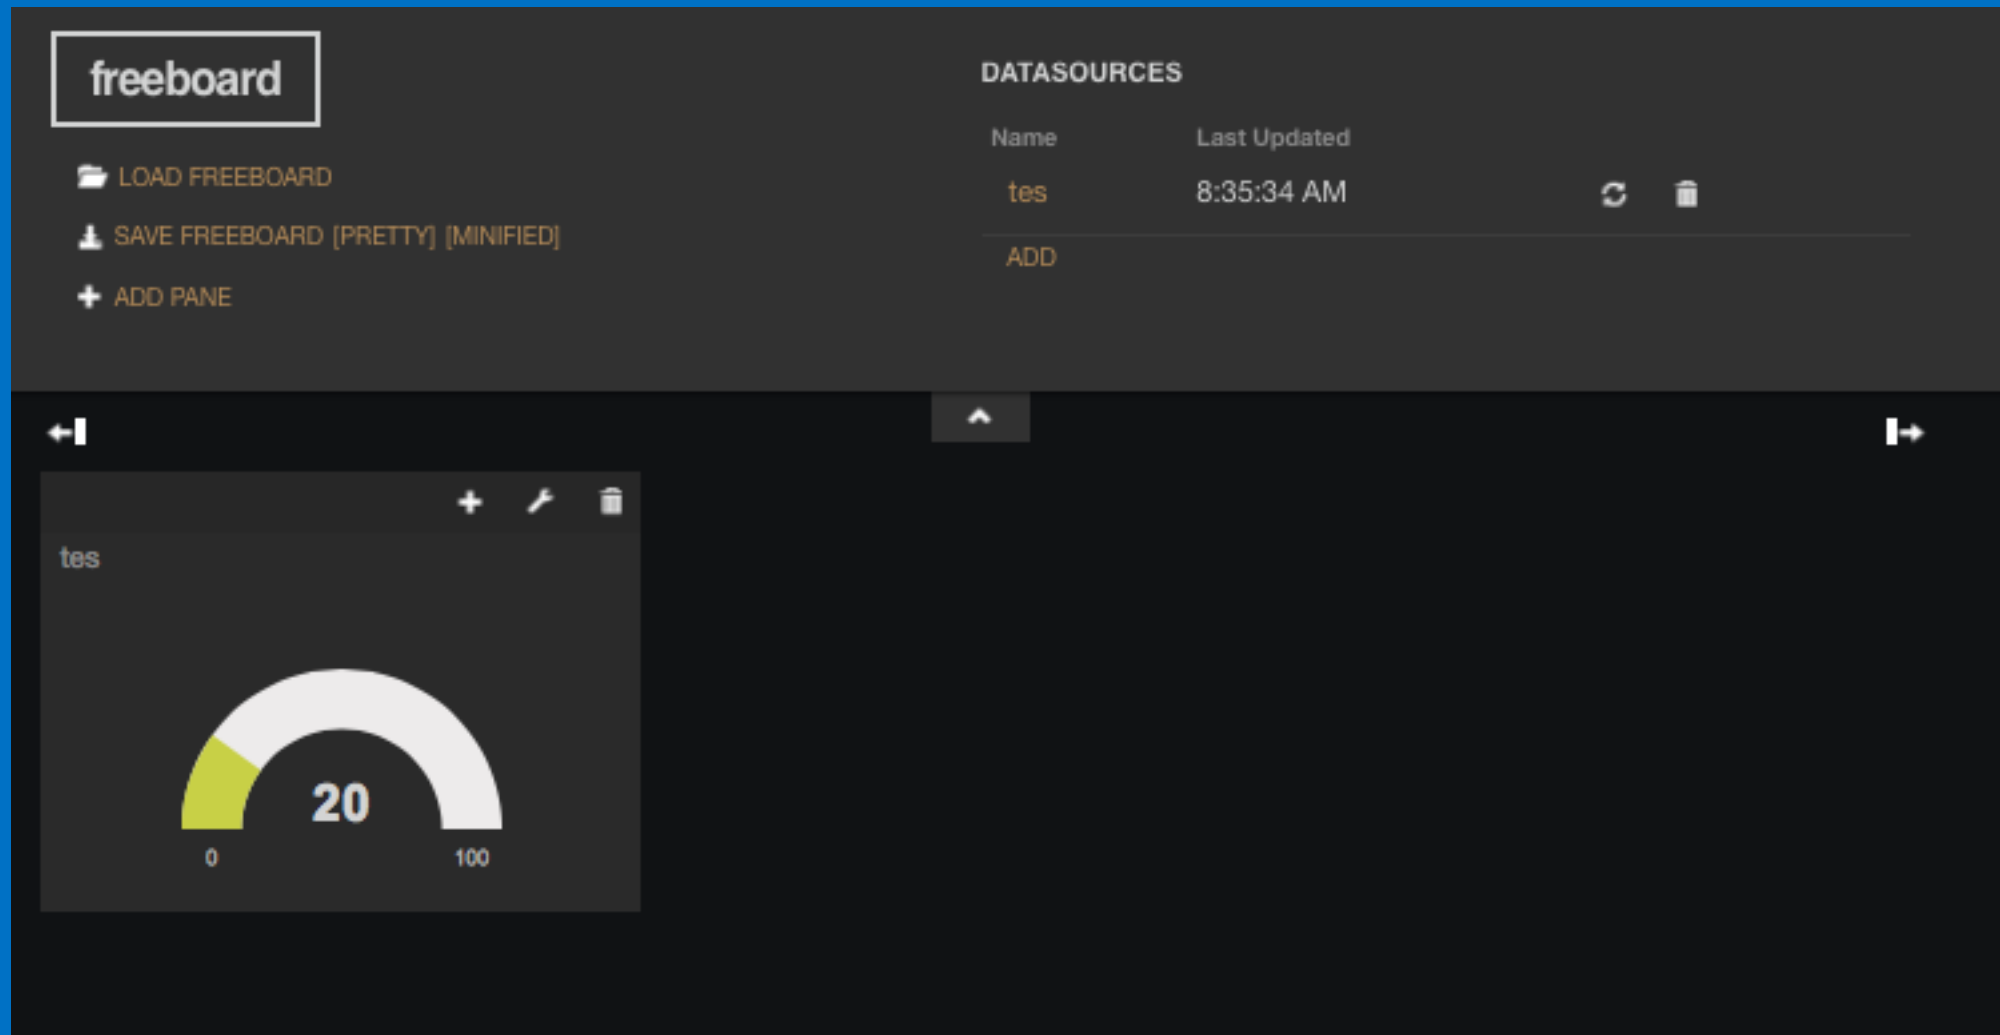 freeboard
LOAD FREEBOARD
SAVE FREEBOARD [PRETTY] [MINIFIED]
ADD PANE
DATASOURCES
Name Last Updated
tes 8:35:34 AM
ADD
tes
20
0 100